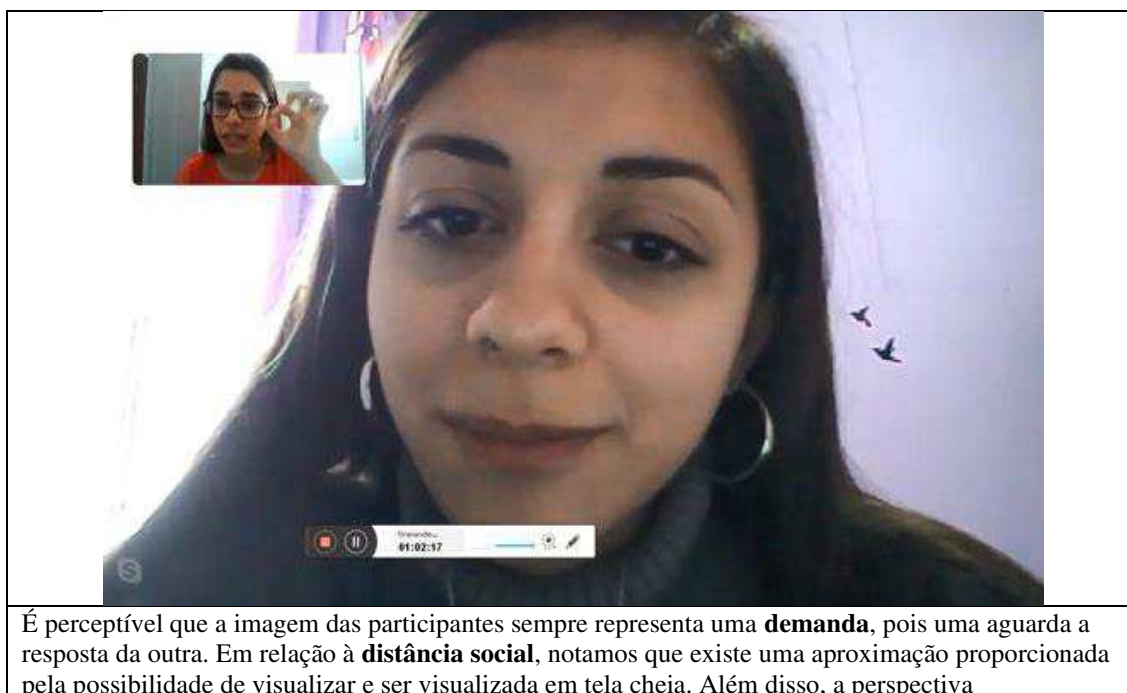 Gravando...
01:02:17
É perceptível que a imagem das participantes sempre representa uma demanda, pois uma aguarda a
resposta da outra. Em relação à distância social, notamos que existe uma aproximação proporcionada
pela possibilidade de visualizar e ser visualizada em tela cheia. Além disso, a perspectiva